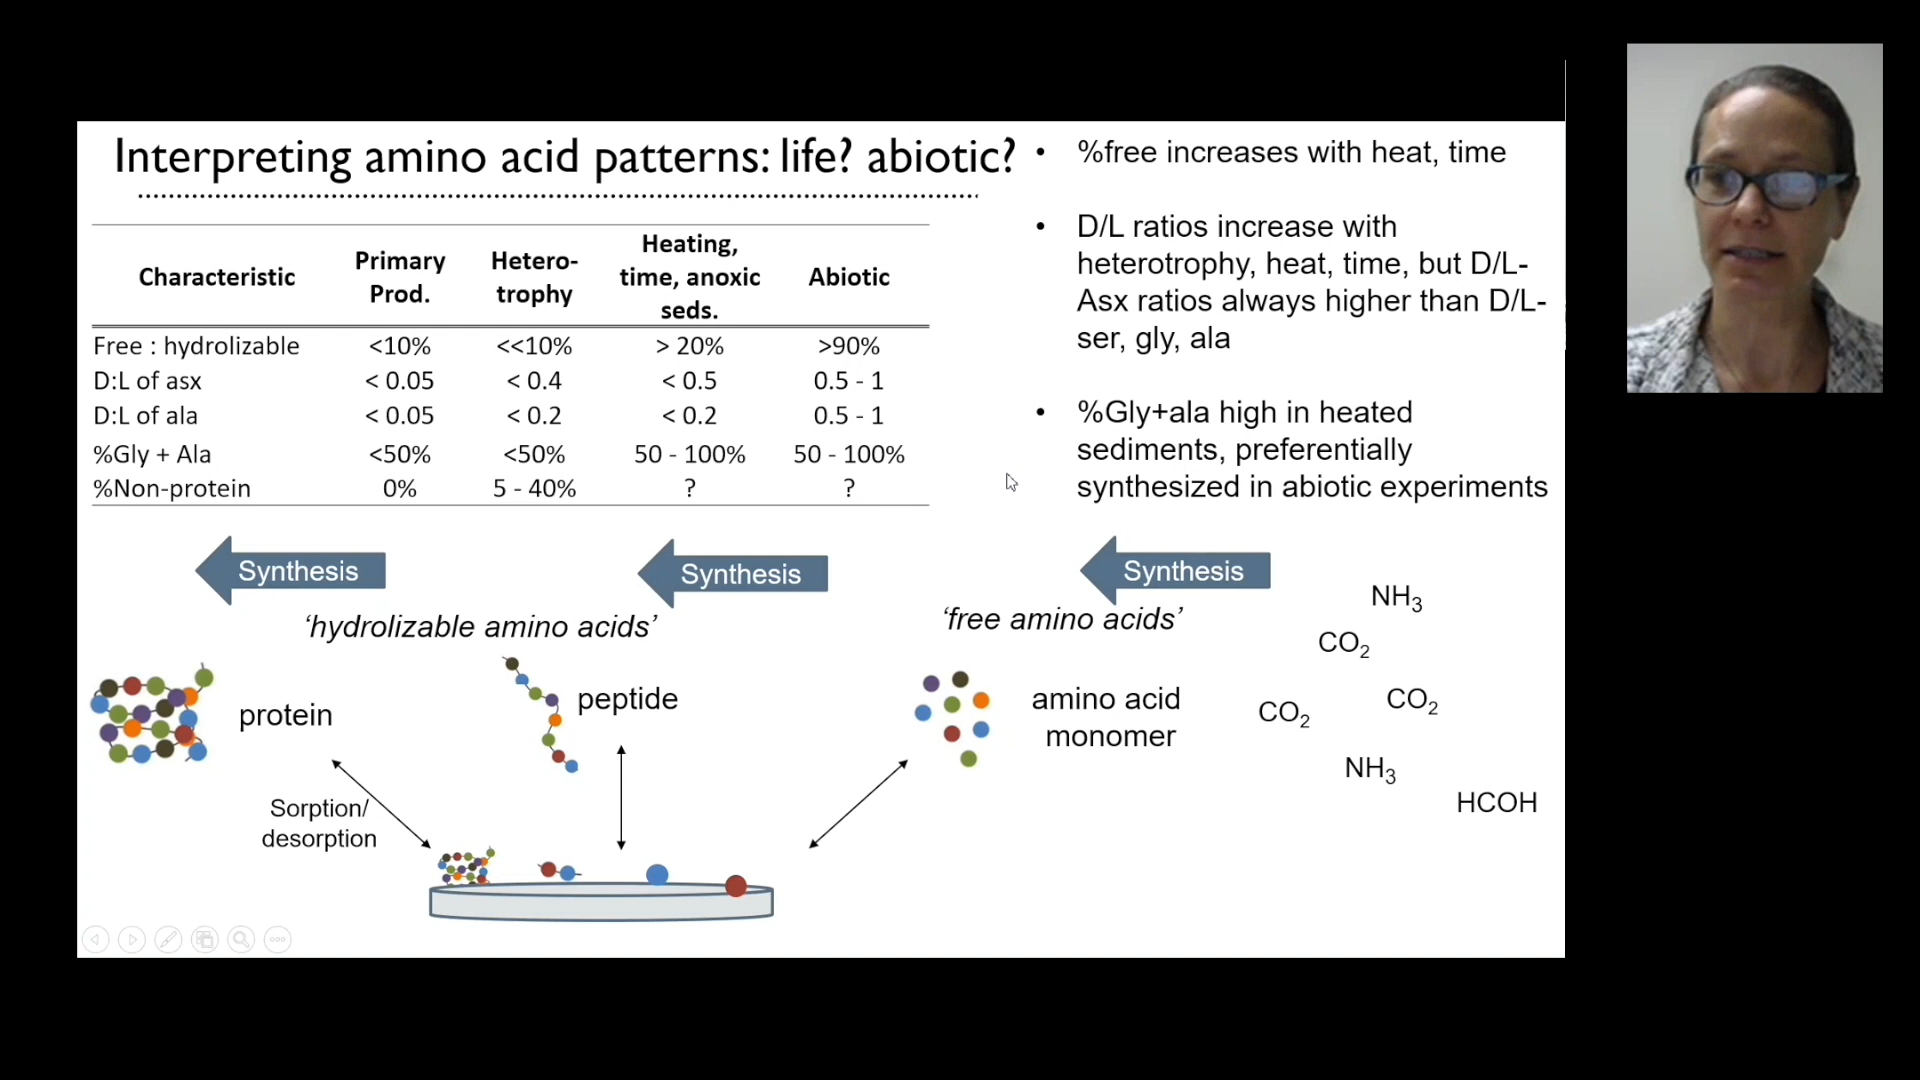 Interpreting amino acid patterns: life? abiotic?
Characteristic Primary Prod. Hetero-trophy Heating, time, anoxic seds. Abiotic
Free : hydrolizable <10% <<10% > 20% >90%
D:L of asx < 0.05 < 0.4 < 0.5 0.5 - 1
D:L of ala < 0.05 < 0.2 < 0.2 0.5 - 1
%Gly + Ala <50% <50% 50 - 100% 50 - 100%
%Non-protein 0% 5 - 40% ? ?
• %free increases with heat, time
• D/L ratios increase with
heterotrophy, heat, time, but D/L-
Asx ratios always higher than D/L-
ser, gly, ala
• %Gly+ala high in heated
sediments, preferentially
synthesized in abiotic experiments
Synthesis
Synthesis
Synthesis
‘hydrolizable amino acids’
‘free amino acids’
protein
peptide
amino acid
monomer
NH3
CO2
CO2
CO2
NH3
HCOH
Sorption/
desorption